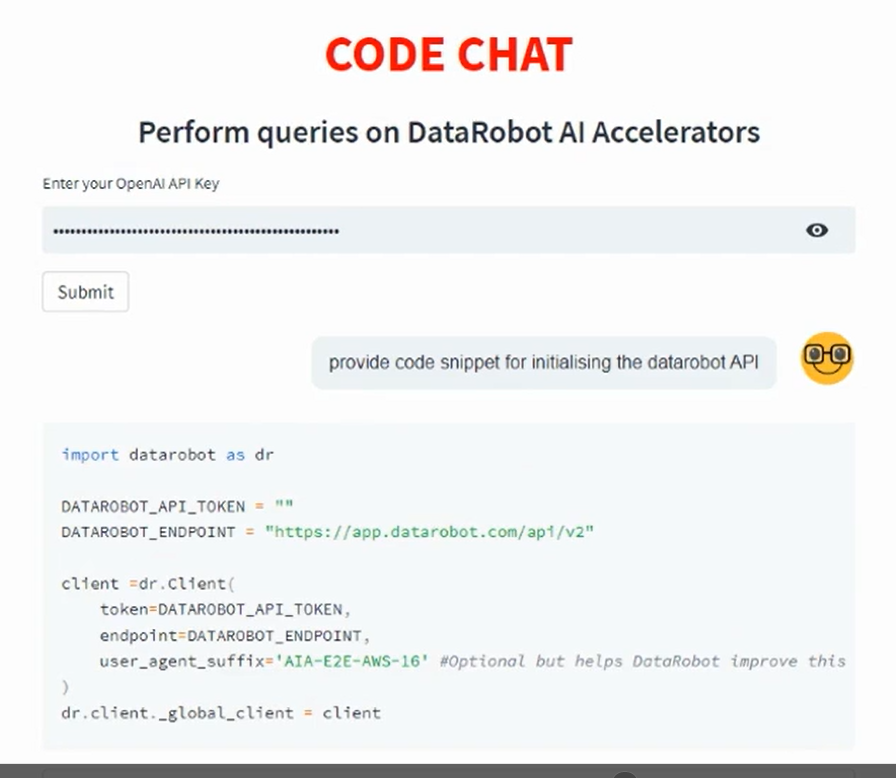 CODE CHAT
Perform queries on DataRobot AI Accelerators
Enter your OpenAI API Key
Submit
provide code snippet for initialising the datarobot API
import datarobot as dr
DATAROBOT_API_TOKEN = ""
DATAROBOT_ENDPOINT = "https://app.datarobot.com/api/v2"
client =dr.Client(
    token=DATAROBOT_API_TOKEN,
    endpoint=DATAROBOT_ENDPOINT,
    user_agent_suffix='AIA-E2E-AWS-16' #Optional but helps DataRobot improve this
)
dr.client._global_client = client